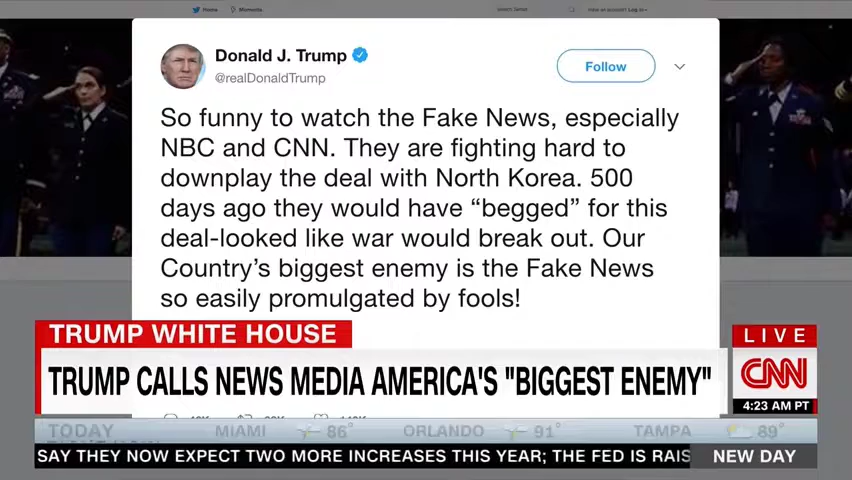 Home
Moments
Donald J. Trump
@realDonaldTrump
Follow
So funny to watch the Fake News, especially
NBC and CNN. They are fighting hard to
downplay the deal with North Korea. 500
days ago they would have “begged” for this
deal-looked like war would break out. Our
Country’s biggest enemy is the Fake News
so easily promulgated by fools!
TRUMP WHITE HOUSE
TRUMP CALLS NEWS MEDIA AMERICA'S "BIGGEST ENEMY"
LIVE
CNN
4:23 AM PT
TODAY MIAMI 86° ORLANDO 91° TAMPA 89°
SAY THEY NOW EXPECT TWO MORE INCREASES THIS YEAR; THE FED IS RAIS
NEW DAY